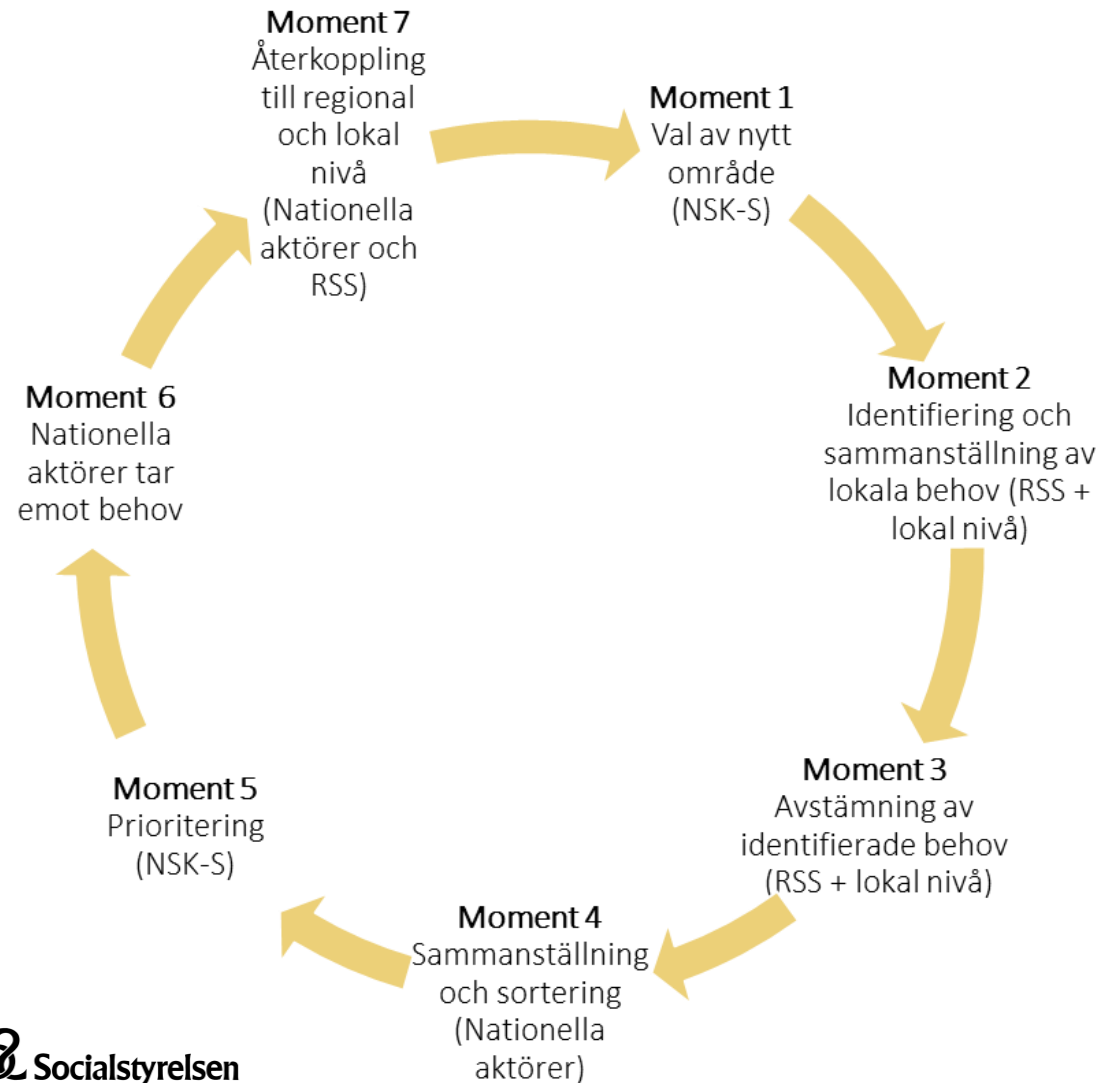 Moment 7
Återkoppling
till regional
och lokal
nivå
(Nationella
aktörer och
RSS)
Moment 1
Val av nytt
område
(NSK-S)
Moment 2
Identifiering och
sammanställning av
lokala behov (RSS +
lokal nivå)
Moment 3
Avstämning av
identifierade behov
(RSS + lokal nivå)
Moment 4
Sammanställning
och sortering
(Nationella
aktörer)
Moment 5
Prioritering
(NSK-S)
Moment 6
Nationella
aktörer tar
emot behov
Socialstyrelsen